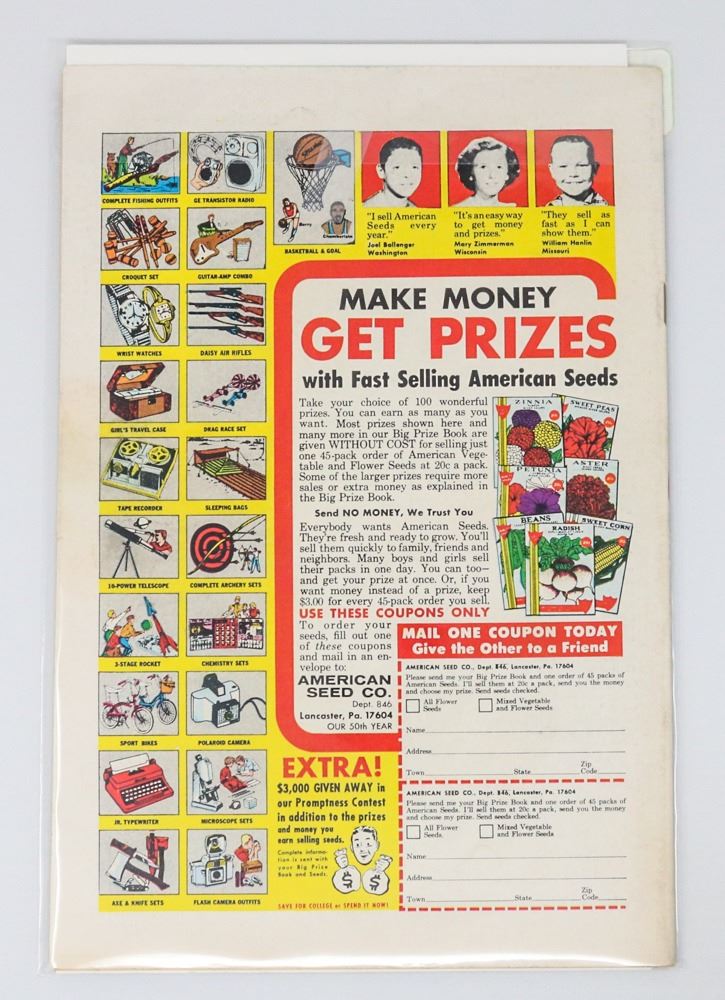 COMPLETE FISHING OUTFITS
GE TRANSISTOR RADIO
CROQUET SET
GUITAR-AMP COMBO
WRIST WATCHES
DAISY AIR RIFLES
GIRL'S TRAVEL CASE
DRAG RACE SET
TAPE RECORDER
SLEEPING BAGS
10-POWER TELESCOPE
COMPLETE ARCHERY SETS
3-STAGE ROCKET
CHEMISTRY SETS
SPORT BIKES
POLAROID CAMERA
JR. TYPEWRITER
MICROSCOPE SETS
AXE & KNIFE SETS
FLASH CAMERA OUTFITS
Spalding
Barry
Chamberlain
BASKETBALL & GOAL
"I sell American
Seeds every
year."
Joel Ballenger
Washington
"It's an easy way
to get money
and prizes."
Mary Zimmerman
Wisconsin
"They sell as
fast as I can
show them."
William Hanlin
Missouri
MAKE MONEY
GET PRIZES
with Fast Selling American Seeds
Take your choice of 100 wonderful
prizes. You can earn as many as you
want. Most prizes shown here and
many more in our Big Prize Book are
given WITHOUT COST for selling just
one 45-pack order of American Vege-
table and Flower Seeds at 20c a pack.
Some of the larger prizes require more
sales or extra money as explained in
the Big Prize Book.
Send NO MONEY, We Trust You
Everybody wants American Seeds.
They're fresh and ready to grow. You'll
sell them quickly to family, friends and
neighbors. Many boys and girls sell
their packs in one day. You can too—
and get your prize at once. Or, if you
want money instead of a prize, keep
$3.00 for every 45-pack order you sell.
ZINNIA
SWEET PEAS
PETUNIA
ASTER
BEANS
RADISH
SWEET CORN
USE THESE COUPONS ONLY
To order your
seeds, fill out one
of these coupons
and mail in an en-
velope to:
AMERICAN
SEED CO.
Dept. 846
Lancaster, Pa. 17604
OUR 50th YEAR
MAIL ONE COUPON TODAY
Give the Other to a Friend
AMERICAN SEED CO., Dept. 846, Lancaster, Pa. 17604
Please send me your Big Prize Book and one order of 45 packs of
American Seeds. I'll sell them at 20c a pack, send you the money
and choose my prize. Send seeds checked.
All Flower
Seeds
Mixed Vegetable
and Flower Seeds
Name
Address
Town State Zip Code
AMERICAN SEED CO., Dept. 846, Lancaster, Pa. 17604
Please send me your Big Prize Book and one order of 45 packs of
American Seeds. I'll sell them at 20c a pack, send you the money
and choose my prize. Send seeds checked.
All Flower
Seeds
Mixed Vegetable
and Flower Seeds
Name
Address
Town State Zip Code
EXTRA!
$3,000 GIVEN AWAY in
our Promptness Contest
in addition to the prizes
and money you
earn selling seeds.
Complete informa-
tion is sent with
your Big Prize
Book and Seeds.
$ $
SAVE FOR COLLEGE or SPEND IT NOW!